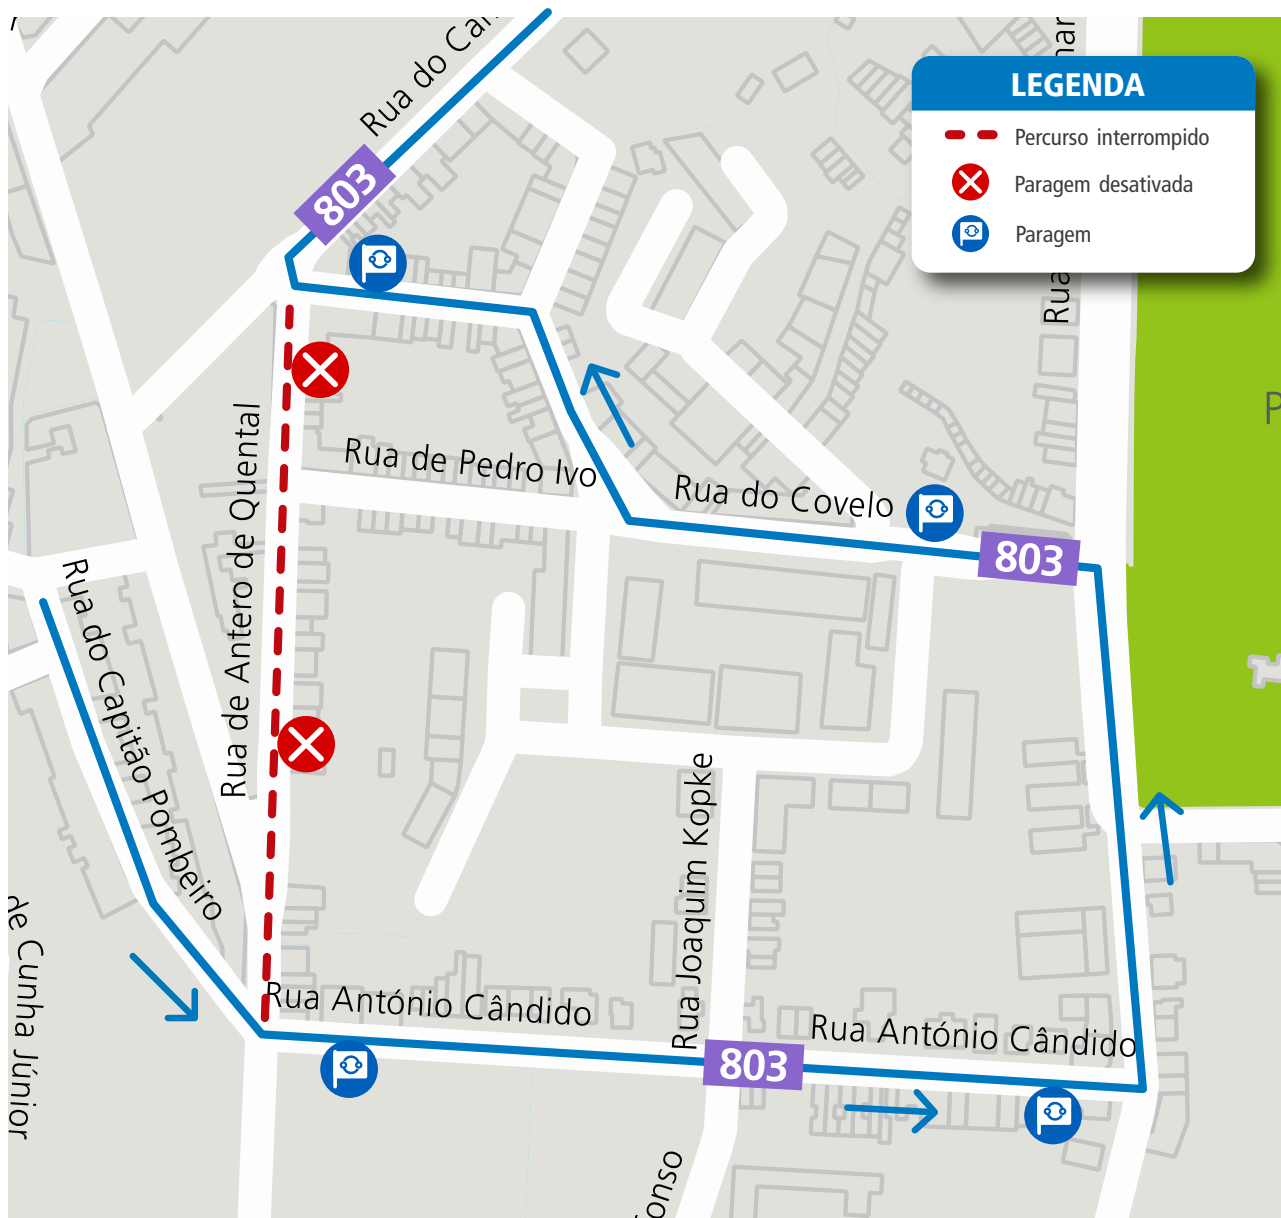 Rua do Car
LEGENDA
Percurso interrompido
Paragem desativada
Paragem
803
Rua
Rua de Antero de Quental
Rua de Pedro Ivo
Rua do Covelo
803
P
Rua do Capitão Pombeiro
Rua Joaquim Kopke
de Cunha Júnior
Rua António Cândido
Rua António Cândido
803
onso